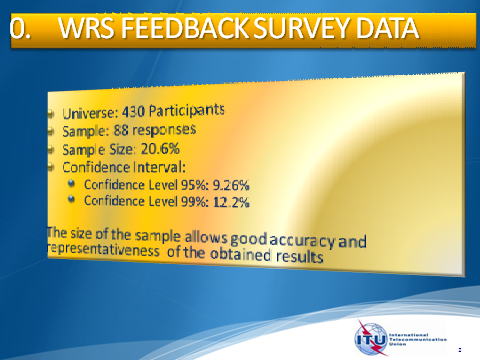 0. WRS FEEDBACK SURVEY DATA
Universe: 430 Participants
Sample: 88 responses
Sample Size: 20.6%
Confidence Interval:
Confidence Level 95%: 9.26%
Confidence Level 99%: 12.2%
The size of the sample allows good accuracy and
representativeness of the obtained results
ITU
International
Telecommunication
Union